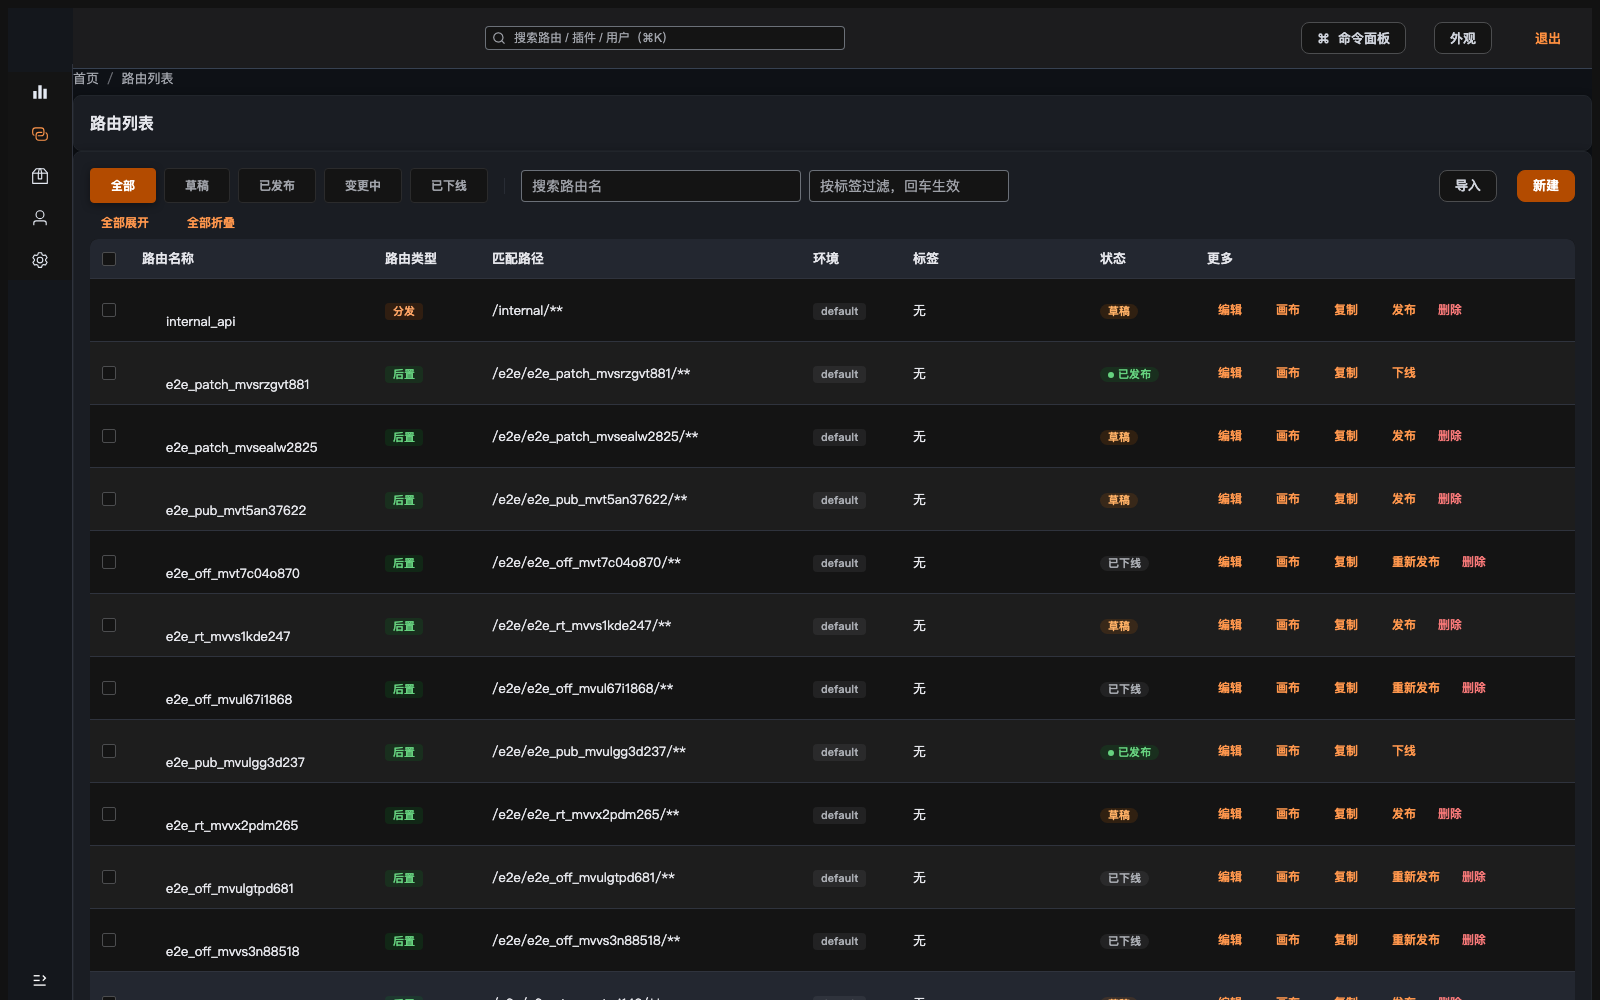 搜索路由 / 插件 / 用户（⌘K）
⌘ 命令面板
外观
退出
首页 / 路由列表
路由列表
全部 草稿 已发布 变更中 已下线 搜索路由名 按标签过滤，回车生效 导入 新建
全部展开 全部折叠
路由名称 路由类型 匹配路径 环境 标签 状态 更多
internal_api 分发 /internal/** default 无 草稿 编辑 画布 复制 发布 删除
e2e_patch_mvsrzgvt881 后置 /e2e/e2e_patch_mvsrzgvt881/** default 无 已发布 编辑 画布 复制 下线
e2e_patch_mvsealw2825 后置 /e2e/e2e_patch_mvsealw2825/** default 无 草稿 编辑 画布 复制 发布 删除
e2e_pub_mvt5an37622 后置 /e2e/e2e_pub_mvt5an37622/** default 无 草稿 编辑 画布 复制 发布 删除
e2e_off_mvt7c04o870 后置 /e2e/e2e_off_mvt7c04o870/** default 无 已下线 编辑 画布 复制 重新发布 删除
e2e_rt_mvvs1kde247 后置 /e2e/e2e_rt_mvvs1kde247/** default 无 草稿 编辑 画布 复制 发布 删除
e2e_off_mvul67i1868 后置 /e2e/e2e_off_mvul67i1868/** default 无 已下线 编辑 画布 复制 重新发布 删除
e2e_pub_mvulgg3d237 后置 /e2e/e2e_pub_mvulgg3d237/** default 无 已发布 编辑 画布 复制 下线
e2e_rt_mvvx2pdm265 后置 /e2e/e2e_rt_mvvx2pdm265/** default 无 草稿 编辑 画布 复制 发布 删除
e2e_off_mvulgtpd681 后置 /e2e/e2e_off_mvulgtpd681/** default 无 已下线 编辑 画布 复制 重新发布 删除
e2e_off_mvvs3n88518 后置 /e2e/e2e_off_mvvs3n88518/** default 无 已下线 编辑 画布 复制 重新发布 删除